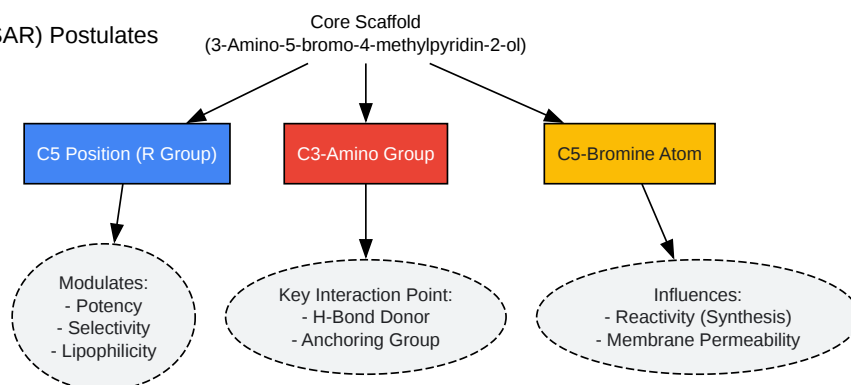 SAR) Postulates
Core Scaffold
(3-Amino-5-bromo-4-methylpyridin-2-ol)
C5 Position (R Group)
C3-Amino Group
C5-Bromine Atom
Modulates:
- Potency
- Selectivity
- Lipophilicity
Key Interaction Point:
- H-Bond Donor
- Anchoring Group
Influences:
- Reactivity (Synthesis)
- Membrane Permeability